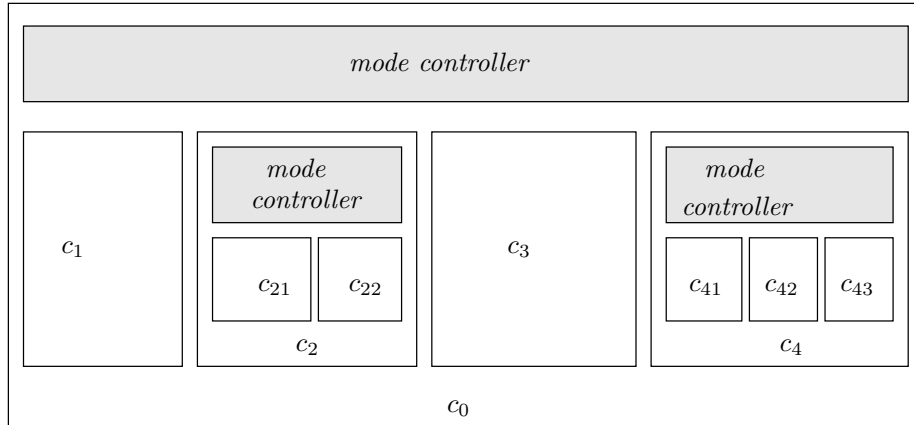 mode controller
c₁
mode
controller
c₂₁ c₂₂
c₂
c₃
mode
controller
c₄₁ c₄₂ c₄₃
c₄
c₀